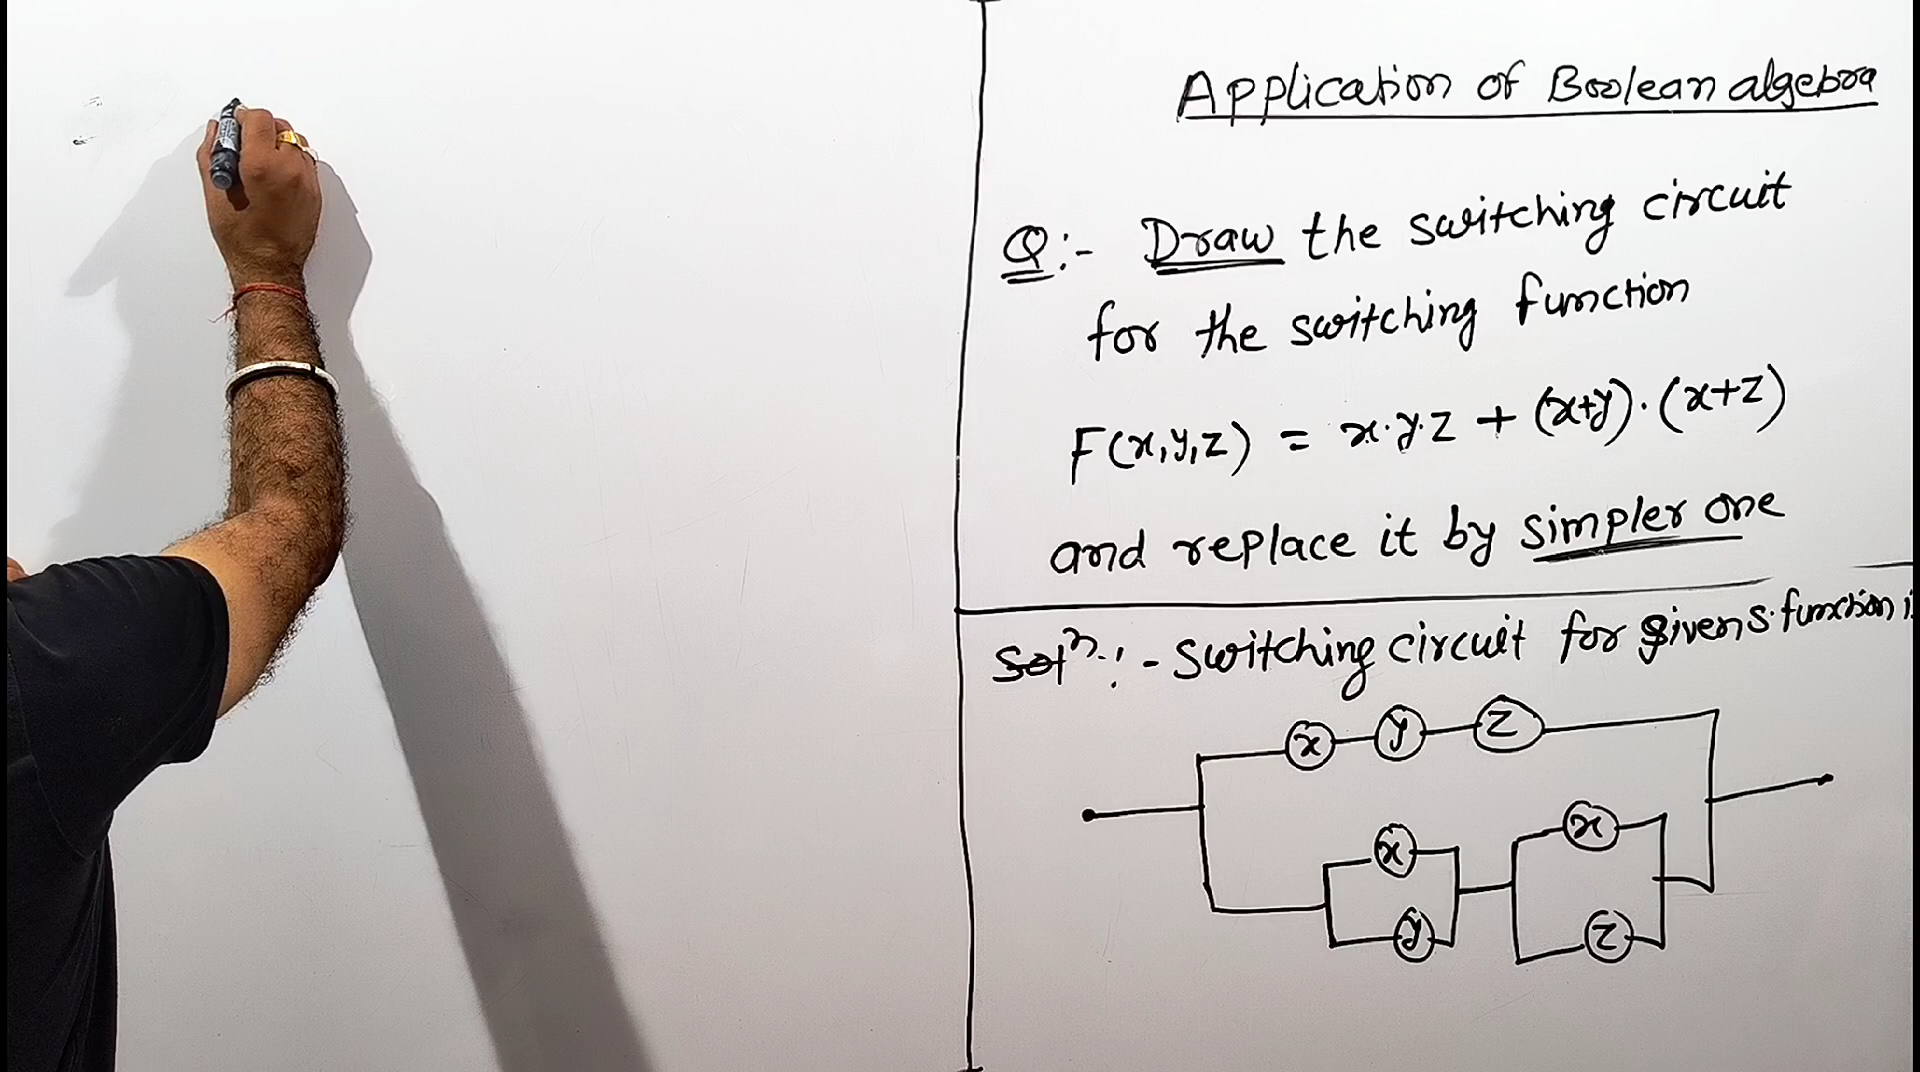 Application of Boolean algebra
Q:- Draw the switching circuit
for the switching function
F(x,y,z) = x.y.z + (x+y).(x+z)
and replace it by simpler one
Solⁿ:- Switching circuit for given s.function i
x y z
x x
y z